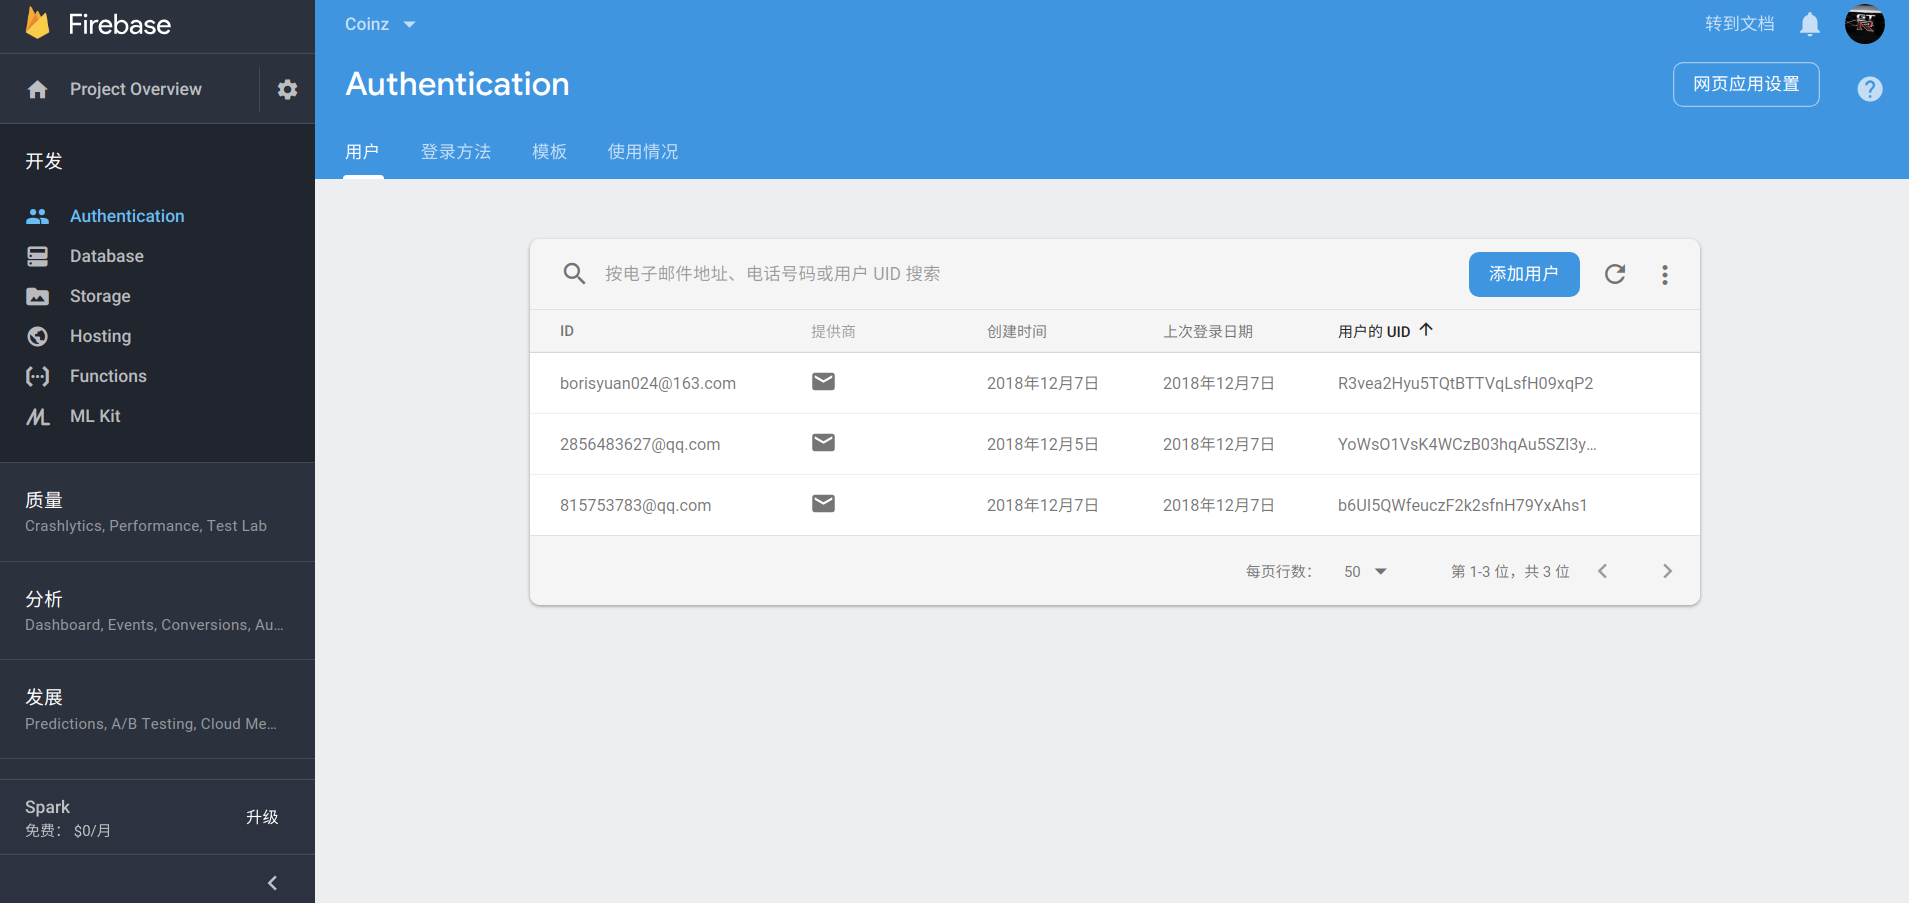 Firebase
Project Overview
开发
Authentication
Database
Storage
Hosting
Functions
ML Kit
质量
Crashlytics, Performance, Test Lab
分析
Dashboard, Events, Conversions, Au...
发展
Predictions, A/B Testing, Cloud Me...
Spark
免费： $0/月
升级
Coinz
转到文档
Authentication
网页应用设置
用户 登录方法 模板 使用情况
按电子邮件地址、电话号码或用户 UID 搜索
添加用户
ID 提供商 创建时间 上次登录日期 用户的 UID
borisyuan024@163.com 2018年12月7日 2018年12月7日 R3vea2Hyu5TQtBTTVqLsfH09xqP2
2856483627@qq.com 2018年12月5日 2018年12月7日 YoWsO1VsK4WCzB03hqAu5SZI3y...
815753783@qq.com 2018年12月7日 2018年12月7日 b6UI5QWfeuczF2k2sfnH79YxAhs1
每页行数： 50 第 1-3 位，共 3 位